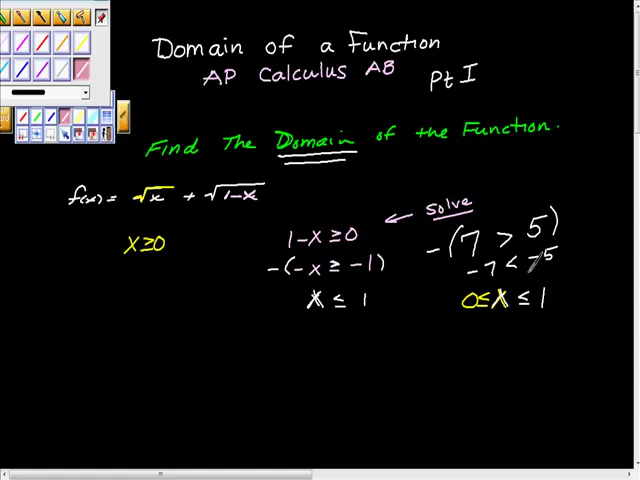 Domain of a Function
AP Calculus AB
Pt I
Find The Domain of the Function.
f(x) = √x + √1-x
solve
x ≥ 0
1-x ≥ 0
-(-x ≥ -1)
x ≤ 1
-(7 > 5)
-7 < -5
0 ≤ x ≤ 1